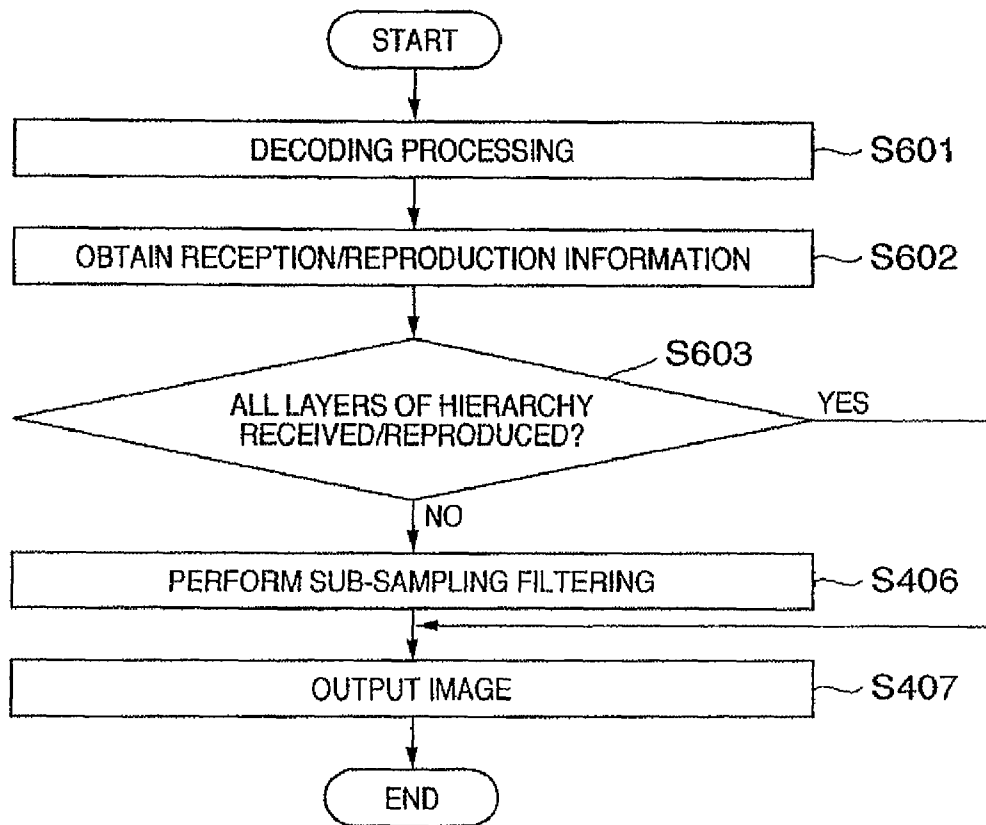 START
DECODING PROCESSING
S601
OBTAIN RECEPTION/REPRODUCTION INFORMATION
S602
S603
ALL LAYERS OF HIERARCHY
RECEIVED/REPRODUCED?
YES
NO
PERFORM SUB-SAMPLING FILTERING
S406
OUTPUT IMAGE
S407
END